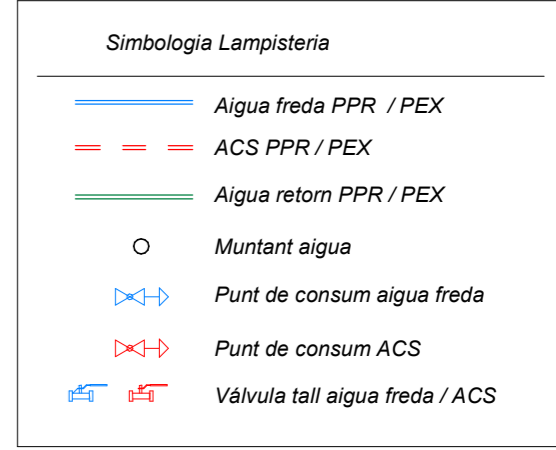 Simbologia Lampisteria
Aigua freda PPR / PEX
ACS PPR / PEX
Aigua retorn PPR / PEX
Muntant aigua
Punt de consum aigua freda
Punt de consum ACS
Válvula tall aigua freda / ACS